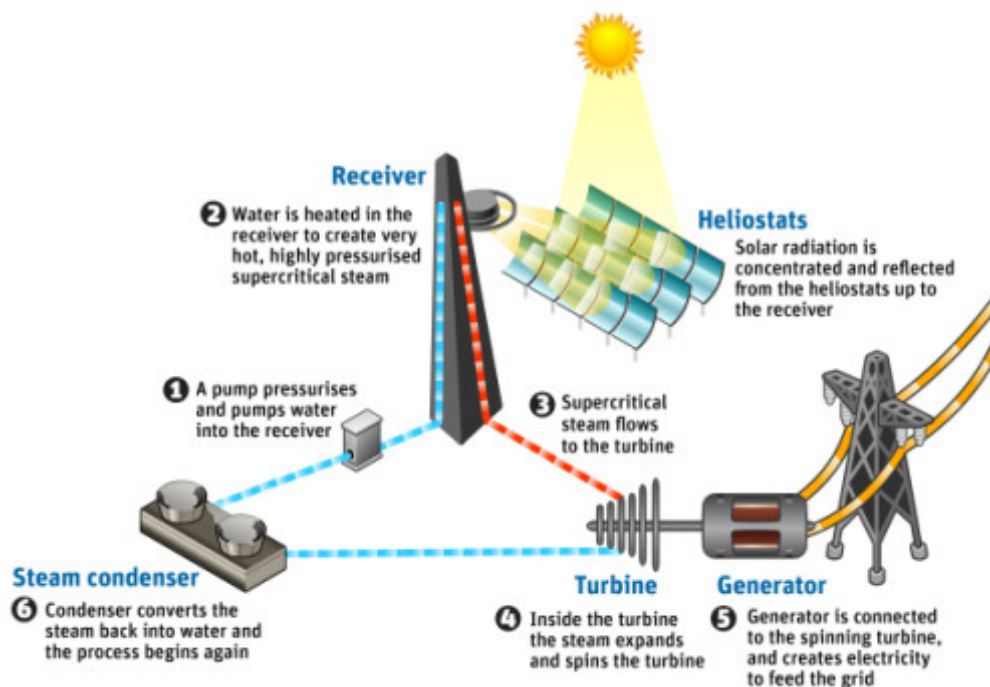 Receiver
2 Water is heated in the
receiver to create very
hot, highly pressurised
supercritical steam
Heliostats
Solar radiation is
concentrated and reflected
from the heliostats up to
the receiver
1 A pump pressurises
and pumps water
into the receiver
3 Supercritical
steam flows
to the turbine
Steam condenser
6 Condenser converts the
steam back into water and
the process begins again
Turbine
4 Inside the turbine
the steam expands
and spins the turbine
Generator
5 Generator is connected
to the spinning turbine,
and creates electricity
to feed the grid